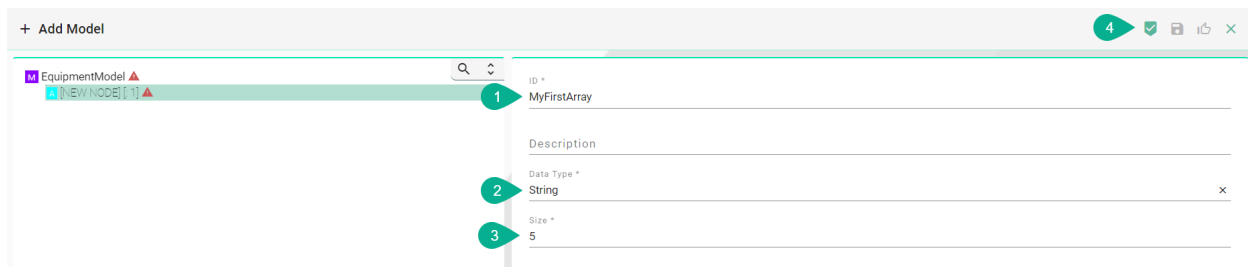 + Add Model
4
M EquipmentModel
A [NEW NODE] [ 1]
ID *
1
MyFirstArray
Description
Data Type *
2
String
Size *
3
5